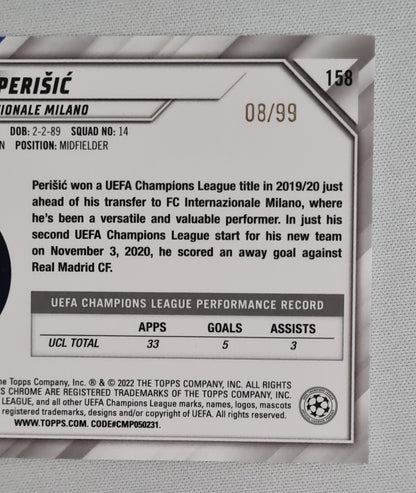 PERIŠIĆ
158
ZIONALE MILANO
08/99
DOB: 2-2-89 SQUAD NO: 14
N POSITION: MIDFIELDER
Perišić won a UEFA Champions League title in 2019/20 just
ahead of his transfer to FC Internazionale Milano, where
he's been a versatile and valuable performer. In just his
second UEFA Champions League start for his new team
on November 3, 2020, he scored an away goal against
Real Madrid CF.
UEFA CHAMPIONS LEAGUE PERFORMANCE RECORD
APPS GOALS ASSISTS
UCL TOTAL 33 5 3
he Topps Company, Inc. ® & © 2022 THE TOPPS COMPANY, INC. ALL RIGHTS
S CHROME ARE REGISTERED TRADEMARKS OF THE TOPPS COMPANY, INC.
LEAGUE, and all other UEFA Champions League marks, names, logos, mascots
registered trademarks, designs and/or copyright of UEFA. All rights reserved.
WWW.TOPPS.COM. CODE#CMP050231.